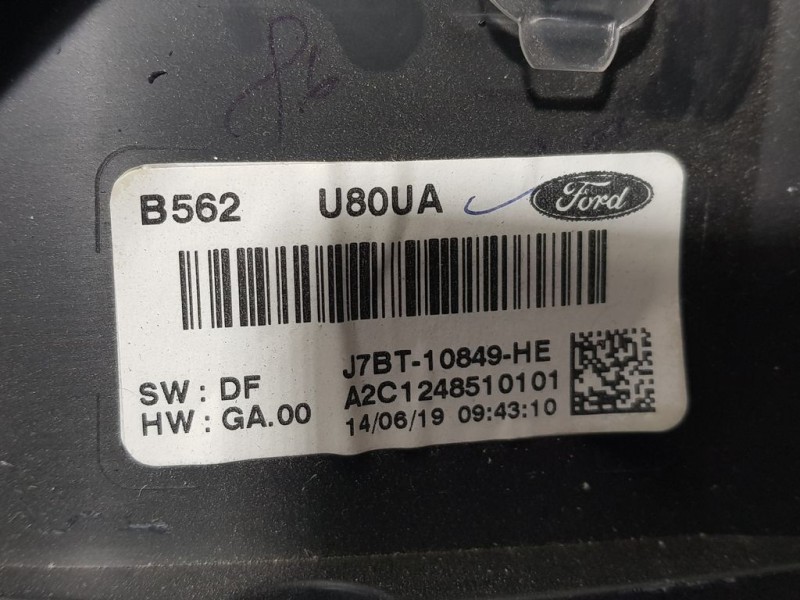 B562 U80UA Ford
J7BT-10849-HE
SW : DF A2C1248510101
HW : GA.00 14/06/19 09:43:10